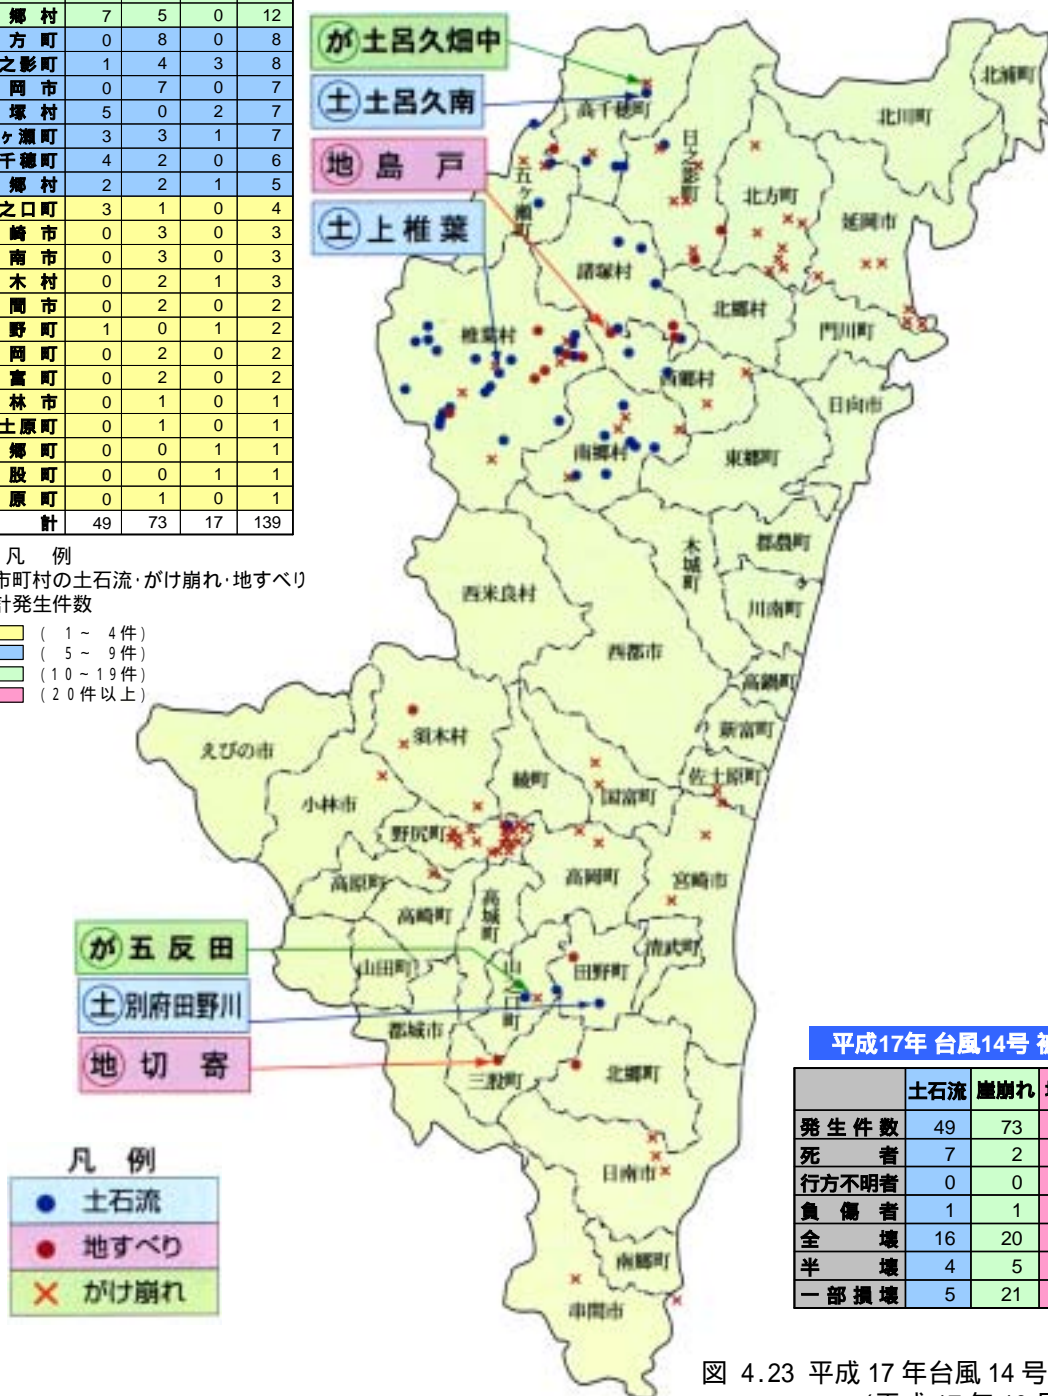 郷 村 7 5 0 12
方 町 0 8 0 8
之影町 1 4 3 8
岡 市 0 7 0 7
塚 村 5 0 2 7
ヶ瀬町 3 3 1 7
千穂町 4 2 0 6
郷 村 2 2 1 5
之口町 3 1 0 4
崎 市 0 3 0 3
南 市 0 3 0 3
木 村 0 2 1 3
間 市 0 2 0 2
野 町 1 0 1 2
岡 町 0 2 0 2
富 町 0 2 0 2
林 市 0 1 0 1
土原町 0 1 0 1
郷 町 0 0 1 1
股 町 0 0 1 1
原 町 0 1 0 1
計 49 73 17 139
凡 例
市町村の土石流・がけ崩れ・地すべり
計発生件数
( 1 ~ 4件)
( 5 ~ 9件)
(10~19件)
(20件以上)
が 土呂久畑中
土 土呂久南
地 島 戸
土 上椎葉
高千穂町
日之影町
五ヶ瀬町
北川町
北浦町
北方町
延岡市
諸塚村
北郷村
門川町
椎葉村
西郷村
日向市
南郷村
東郷町
木城町
都農町
川南町
西米良村
西都市
高鍋町
新富町
佐土原町
須木村
えびの市
綾町
国富町
小林市
野尻町
高原町
高岡町
宮崎市
高城町
高崎町
清武町
田野町
山田町
山之口町
都城市
三股町
北郷町
日南市
南郷町
串間市
が 五反田
土 別府田野川
地 切 寄
凡 例
土石流
地すべり
がけ崩れ
平成17年 台風14号
土石流 崖崩れ
発生件数 49 73
死 者 7 2
行方不明者 0 0
負 傷 者 1 1
全 壊 16 20
半 壊 4 5
一部損壊 5 21
図 4.23 平成 17 年台風 14 号